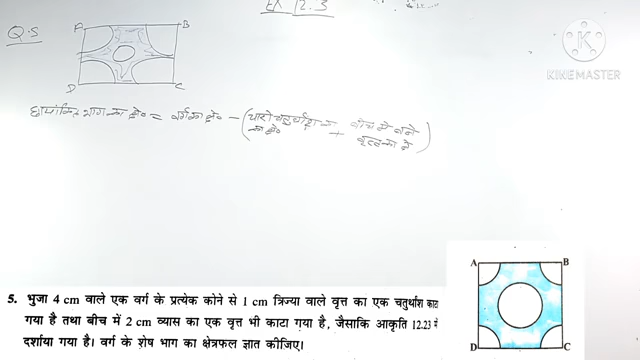 Ex 12.3
Q.5
A B
D C
छायांकित भाग का क्षे० = वर्ग का क्षे० - (चारो चतुर्थांश का + बीच में बने
का क्षे० वृत्त का क्षे)
KINEMASTER
A B
D C
5. भुजा 4 cm वाले एक वर्ग के प्रत्येक कोने से 1 cm त्रिज्या वाले वृत्त का एक चतुर्थांश काटा
गया है तथा बीच में 2 cm व्यास का एक वृत्त भी काटा गया है, जैसाकि आकृति 12.23 में
दर्शाया गया है। वर्ग के शेष भाग का क्षेत्रफल ज्ञात कीजिए।